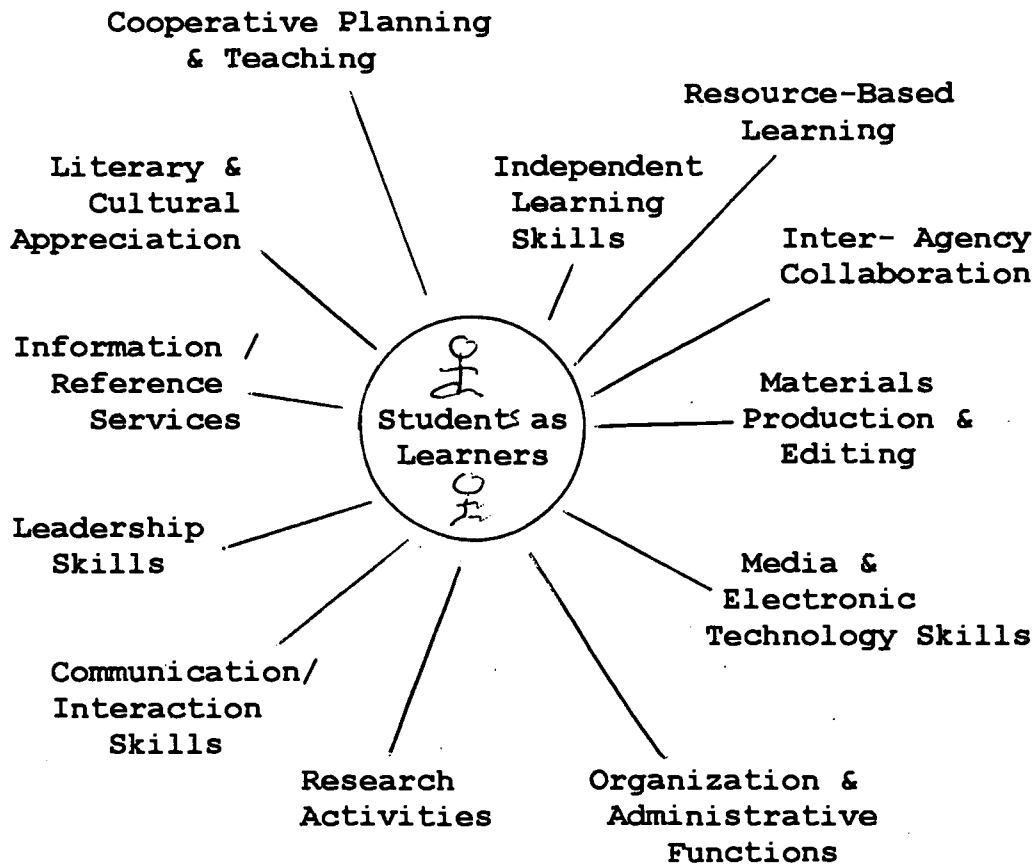 Cooperative Planning
& Teaching
Resource-Based
Learning
Literary &
Cultural
Appreciation
Independent
Learning
Skills
Inter- Agency
Collaboration
Information /
Reference
Services
Students as
Learners
Materials
Production &
Editing
Leadership
Skills
Media &
Electronic
Technology Skills
Communication/
Interaction
Skills
Research
Activities
Organization &
Administrative
Functions